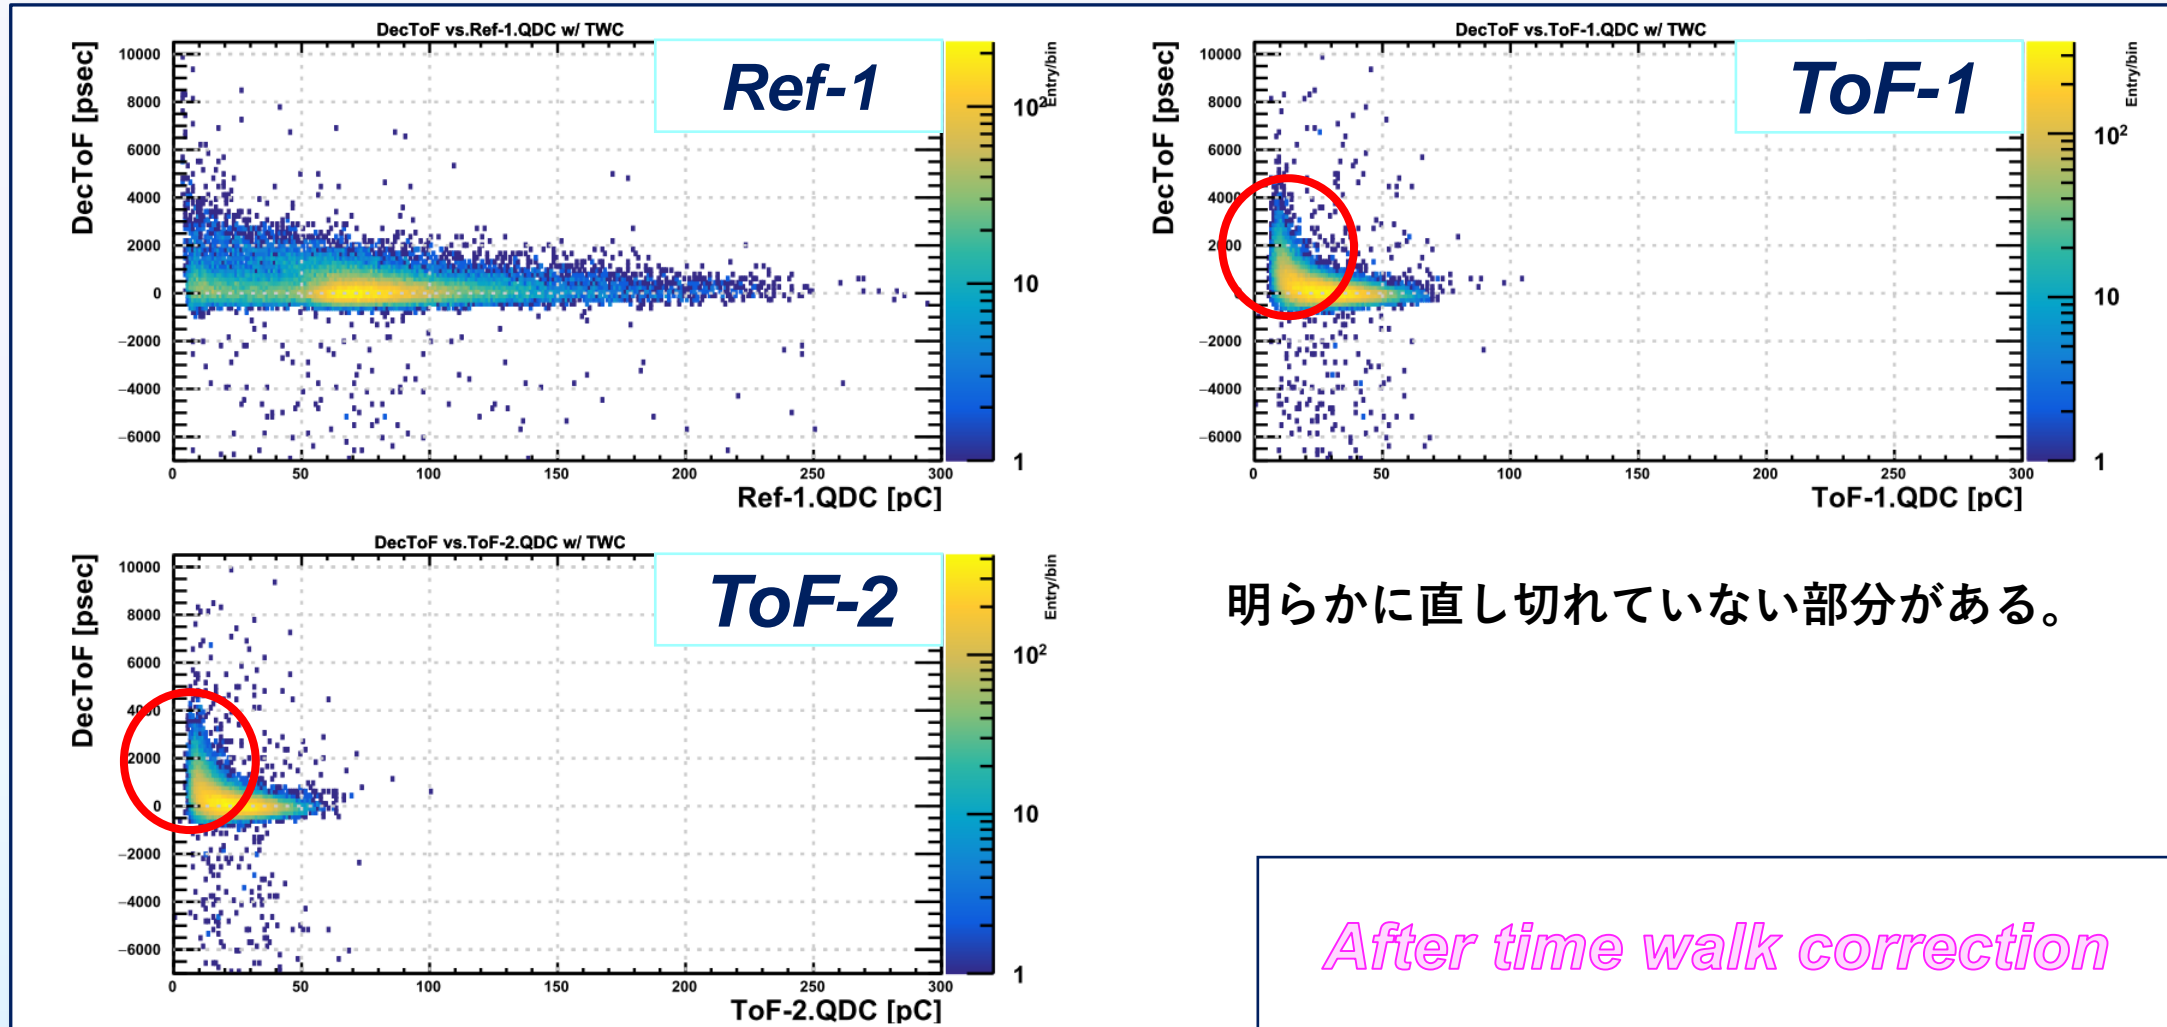 DecToF vs.Ref-1.QDC w/ TWC
Ref-1
DecToF [psec]
10000
8000
6000
4000
2000
0
−2000
−4000
−6000
0 50 100 150 200 250 300
Ref-1.QDC [pC]
Entry/bin
10²
10
1
DecToF vs.ToF-1.QDC w/ TWC
ToF-1
DecToF [psec]
10000
8000
6000
4000
2000
0
−2000
−4000
−6000
0 50 100 150 200 250 300
ToF-1.QDC [pC]
Entry/bin
10²
10
1
DecToF vs.ToF-2.QDC w/ TWC
ToF-2
DecToF [psec]
10000
8000
6000
4000
2000
0
−2000
−4000
−6000
0 50 100 150 200 250 300
ToF-2.QDC [pC]
Entry/bin
10²
10
1
明らかに直し切れていない部分がある。
After time walk correction